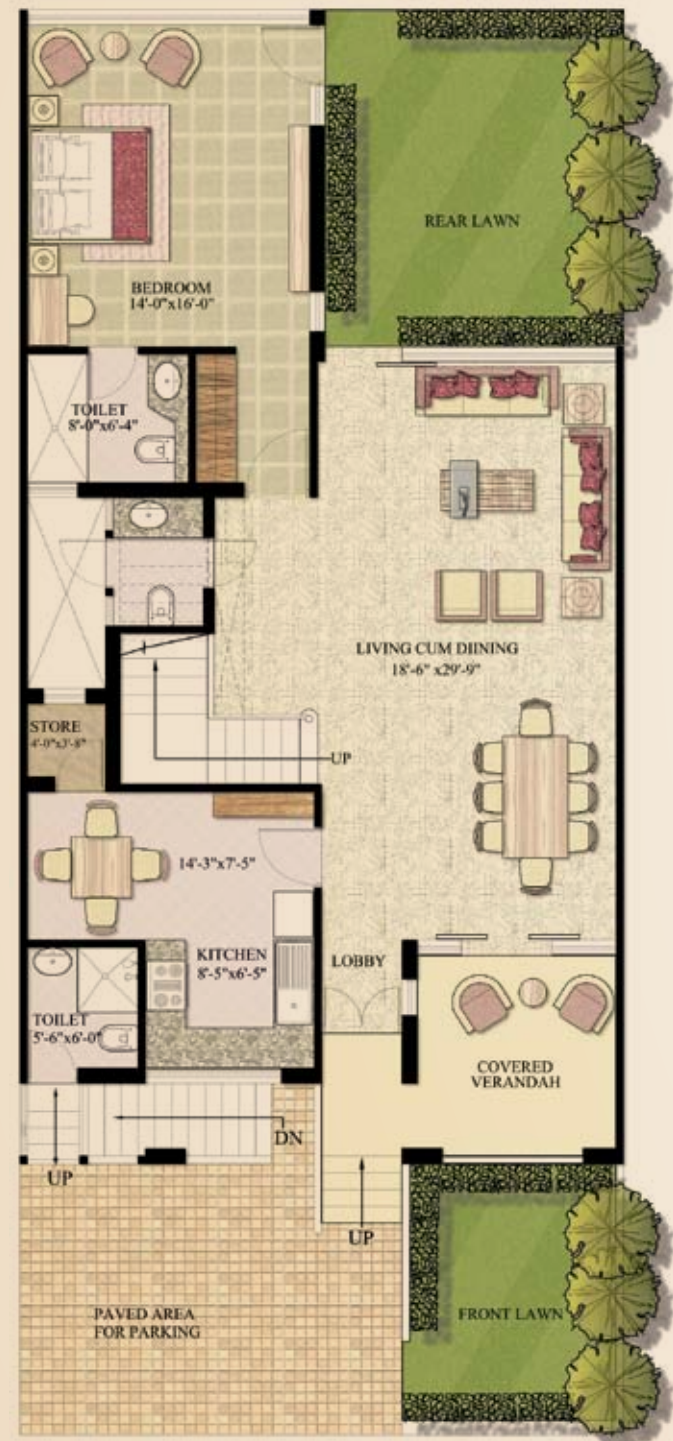 REAR LAWN
BEDROOM
14'-0"x16'-0"
TOILET
8'-0"x6'-4"
LIVING CUM DIINING
18'-6" x29'-9"
STORE
4'-0"x3'-8"
UP
14'-3"x7'-5"
KITCHEN
8'-5"x6'-5"
LOBBY
TOILET
5'-6"x6'-0"
COVERED
VERANDAH
DN
UP
UP
PAVED AREA
FOR PARKING
FRONT LAWN